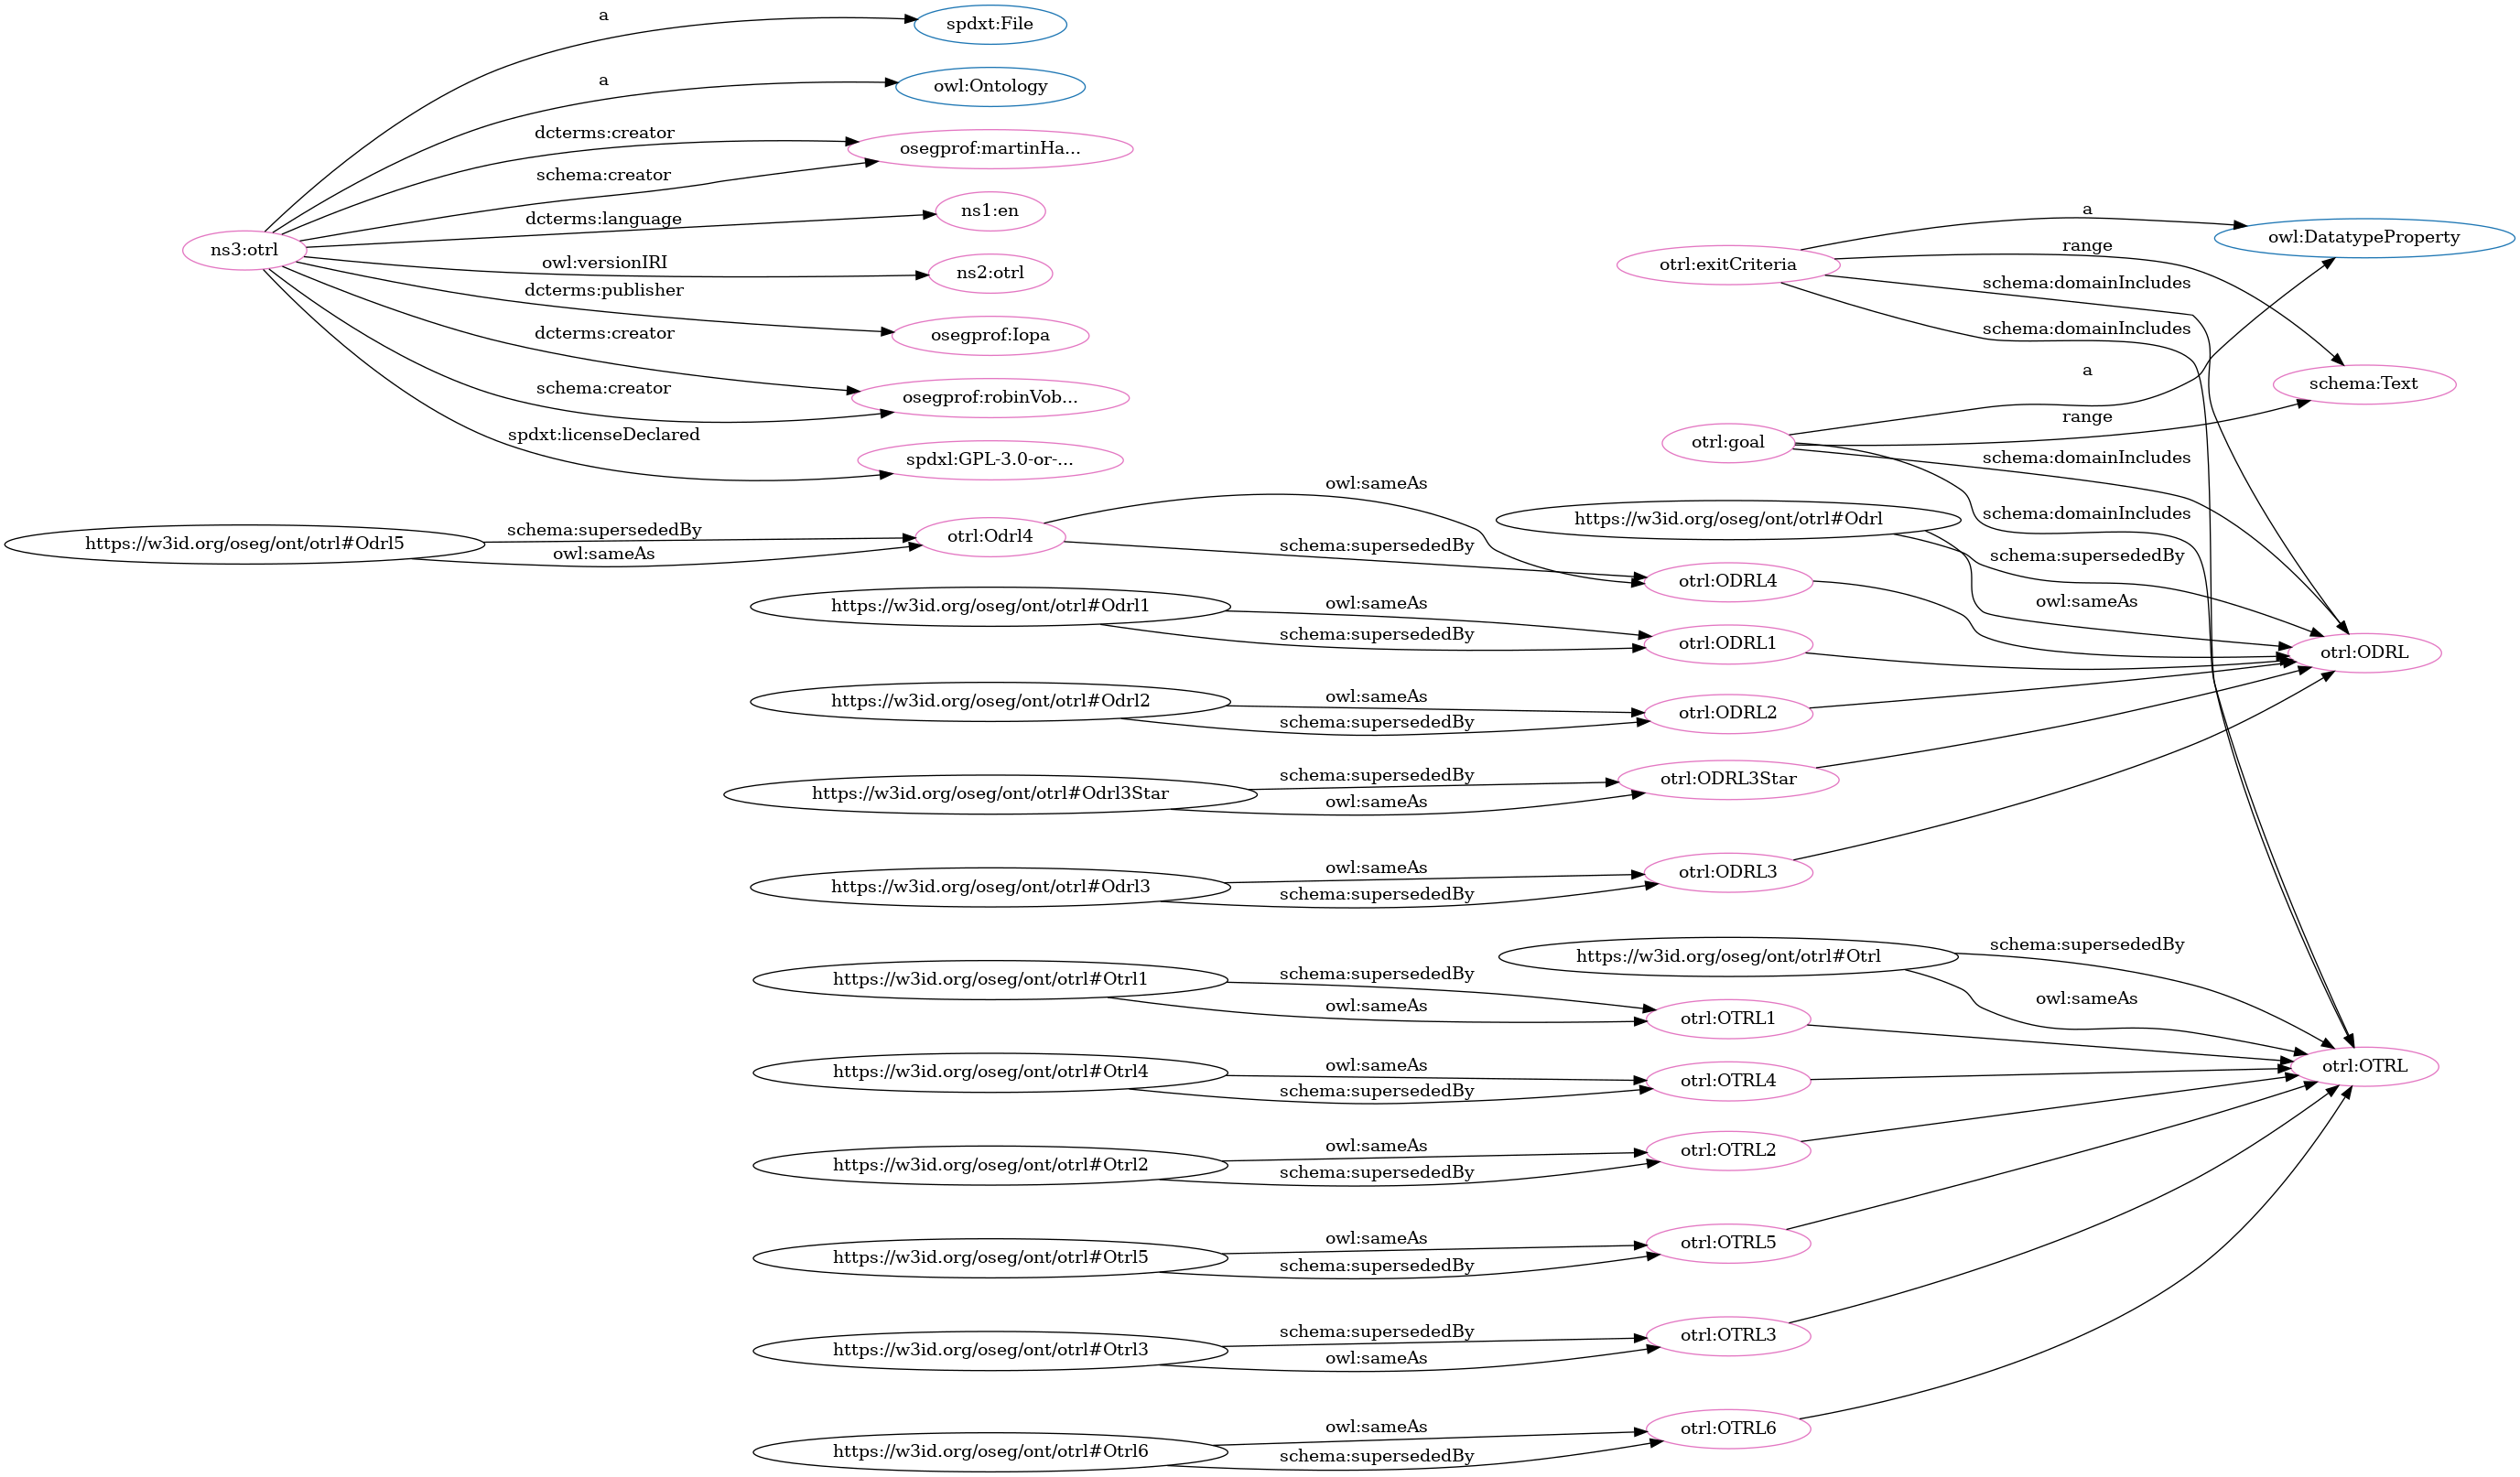 a
spdxt:File
a
owl:Ontology
dcterms:creator
osegprof:martinHa...
schema:creator
dcterms:language
ns1:en
ns3:otrl
owl:versionIRI
ns2:otrl
dcterms:publisher
osegprof:Iopa
dcterms:creator
schema:creator
osegprof:robinVob...
spdxt:licenseDeclared
spdxl:GPL-3.0-or-...
a
owl:DatatypeProperty
otrl:exitCriteria
range
schema:domainIncludes
schema:domainIncludes
a
schema:Text
otrl:goal
range
schema:domainIncludes
schema:domainIncludes
https://w3id.org/oseg/ont/otrl#Odrl5
schema:supersededBy
owl:sameAs
otrl:Odrl4
owl:sameAs
schema:supersededBy
otrl:ODRL4
https://w3id.org/oseg/ont/otrl#Odrl
schema:supersededBy
owl:sameAs
otrl:ODRL
https://w3id.org/oseg/ont/otrl#Odrl1
owl:sameAs
schema:supersededBy
otrl:ODRL1
https://w3id.org/oseg/ont/otrl#Odrl2
owl:sameAs
schema:supersededBy
otrl:ODRL2
https://w3id.org/oseg/ont/otrl#Odrl3Star
schema:supersededBy
owl:sameAs
otrl:ODRL3Star
https://w3id.org/oseg/ont/otrl#Odrl3
owl:sameAs
schema:supersededBy
otrl:ODRL3
https://w3id.org/oseg/ont/otrl#Otrl
schema:supersededBy
owl:sameAs
otrl:OTRL
https://w3id.org/oseg/ont/otrl#Otrl1
schema:supersededBy
owl:sameAs
otrl:OTRL1
https://w3id.org/oseg/ont/otrl#Otrl4
owl:sameAs
schema:supersededBy
otrl:OTRL4
https://w3id.org/oseg/ont/otrl#Otrl2
owl:sameAs
schema:supersededBy
otrl:OTRL2
https://w3id.org/oseg/ont/otrl#Otrl5
owl:sameAs
schema:supersededBy
otrl:OTRL5
https://w3id.org/oseg/ont/otrl#Otrl3
schema:supersededBy
owl:sameAs
otrl:OTRL3
https://w3id.org/oseg/ont/otrl#Otrl6
owl:sameAs
schema:supersededBy
otrl:OTRL6